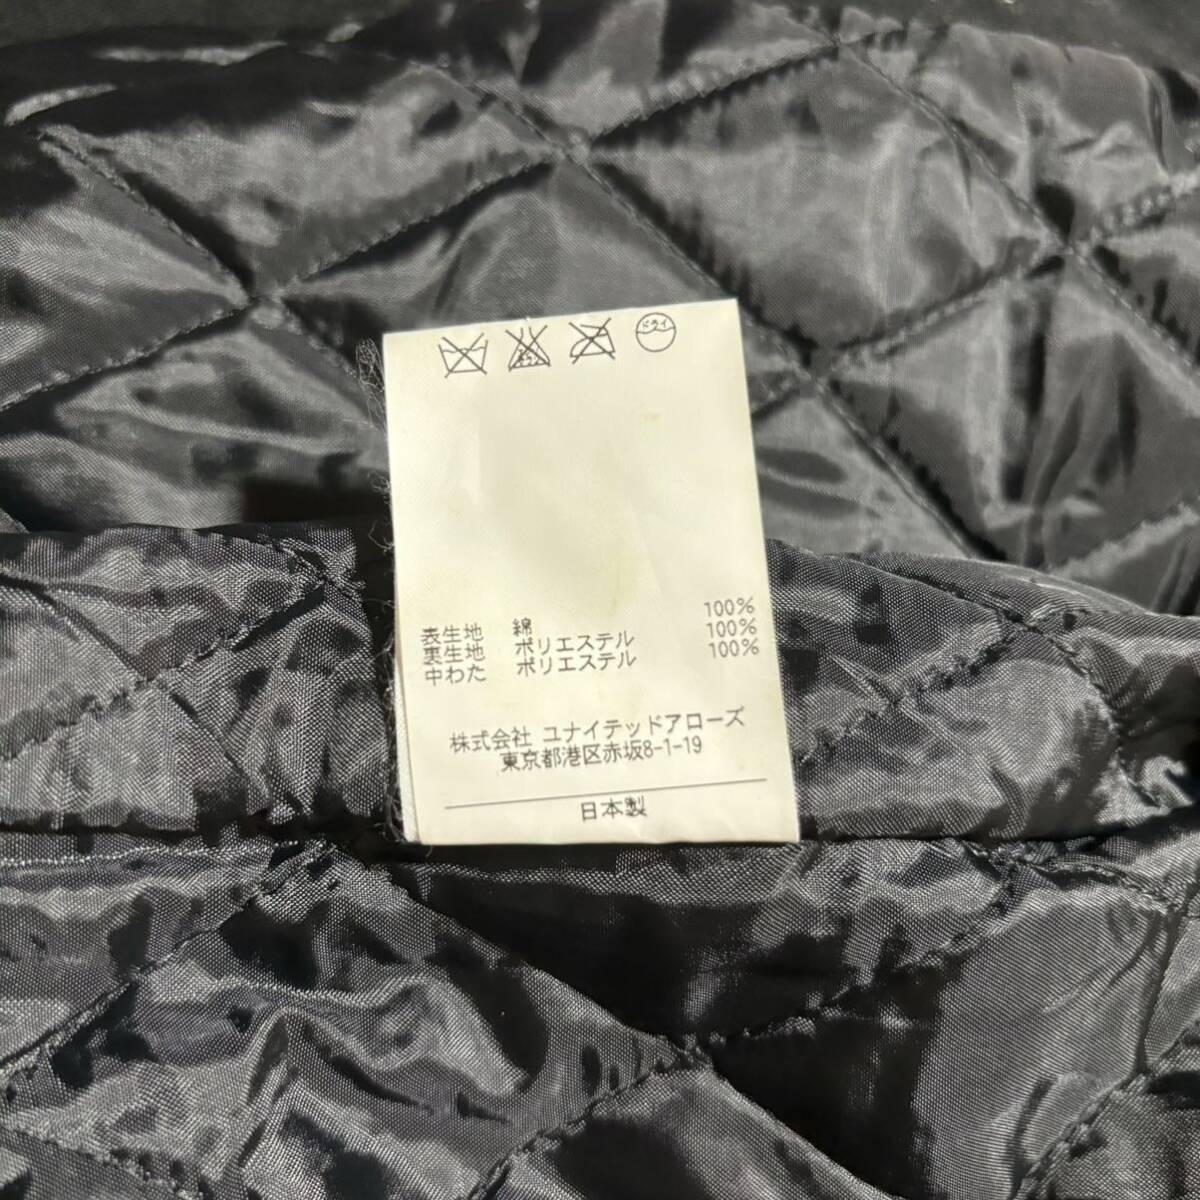 ドライ
表生地 綿 100%
裏生地 ポリエステル 100%
中わた ポリエステル 100%
株式会社 ユナイテッドアローズ
東京都港区赤坂8-1-19
日本製